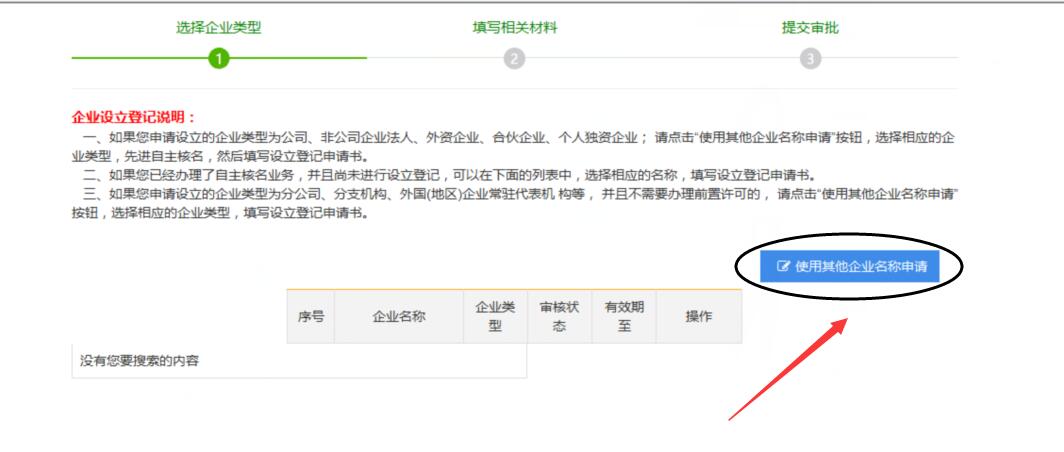 选择企业类型 填写相关材料 提交审批
1 2 3
企业设立登记说明：
一、如果您申请设立的企业类型为公司、非公司企业法人、外资企业、合伙企业、个人独资企业； 请点击“使用其他企业名称申请”按钮，选择相应的企
业类型，先进自主核名，然后填写设立登记申请书。
二、如果您已经办理了自主核名业务，并且尚未进行设立登记，可以在下面的列表中，选择相应的名称，填写设立登记申请书。
三、如果您申请设立的企业类型为分公司、分支机构、外国(地区)企业常驻代表机 构等， 并且不需要办理前置许可的， 请点击“使用其他企业名称申请”
按钮，选择相应的企业类型，填写设立登记申请书。
使用其他企业名称申请
序号 企业名称 企业类 审核状 有效期 操作
型 态 至
没有您要搜索的内容